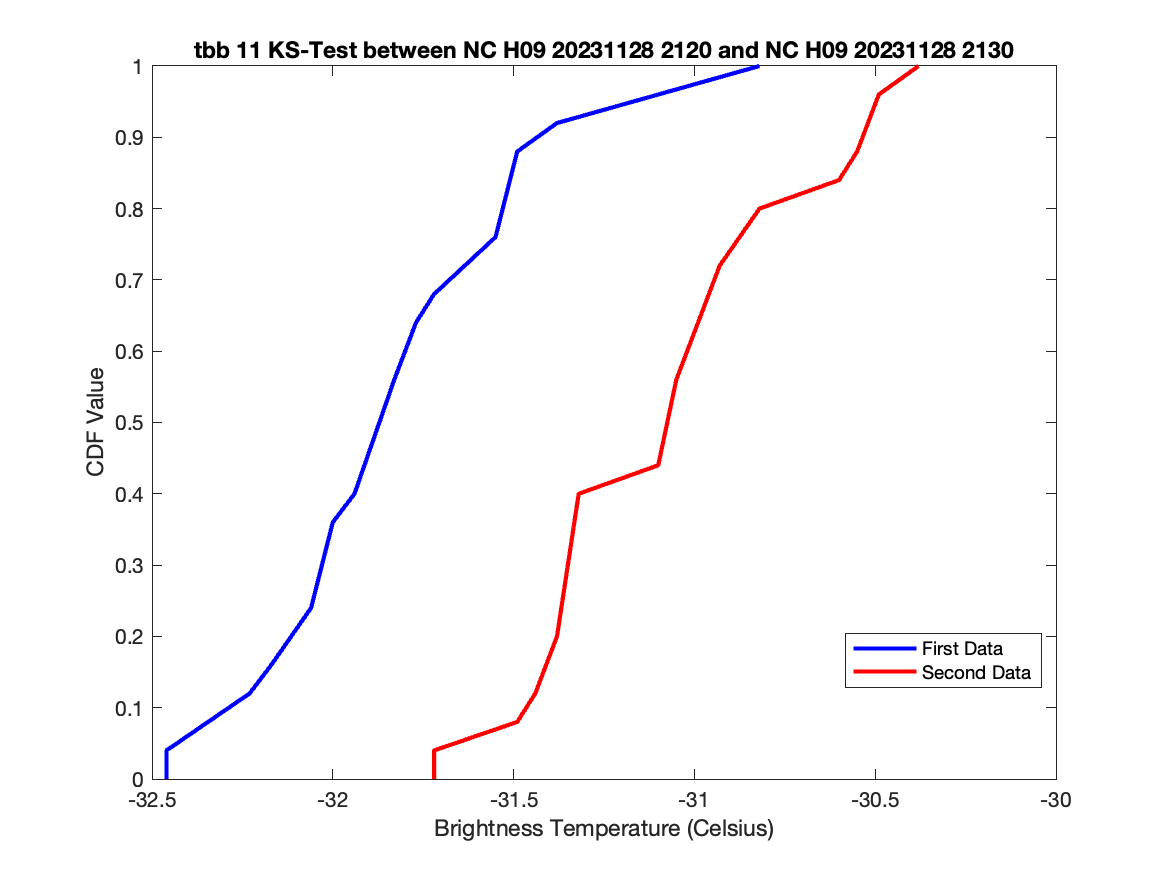 tbb 11 KS-Test between NC H09 20231128 2120 and NC H09 20231128 2130
1
0.9
0.8
0.7
0.6
0.5
0.4
0.3
0.2
0.1
0
CDF Value
First Data
Second Data
-32.5 -32 -31.5 -31 -30.5 -30
Brightness Temperature (Celsius)